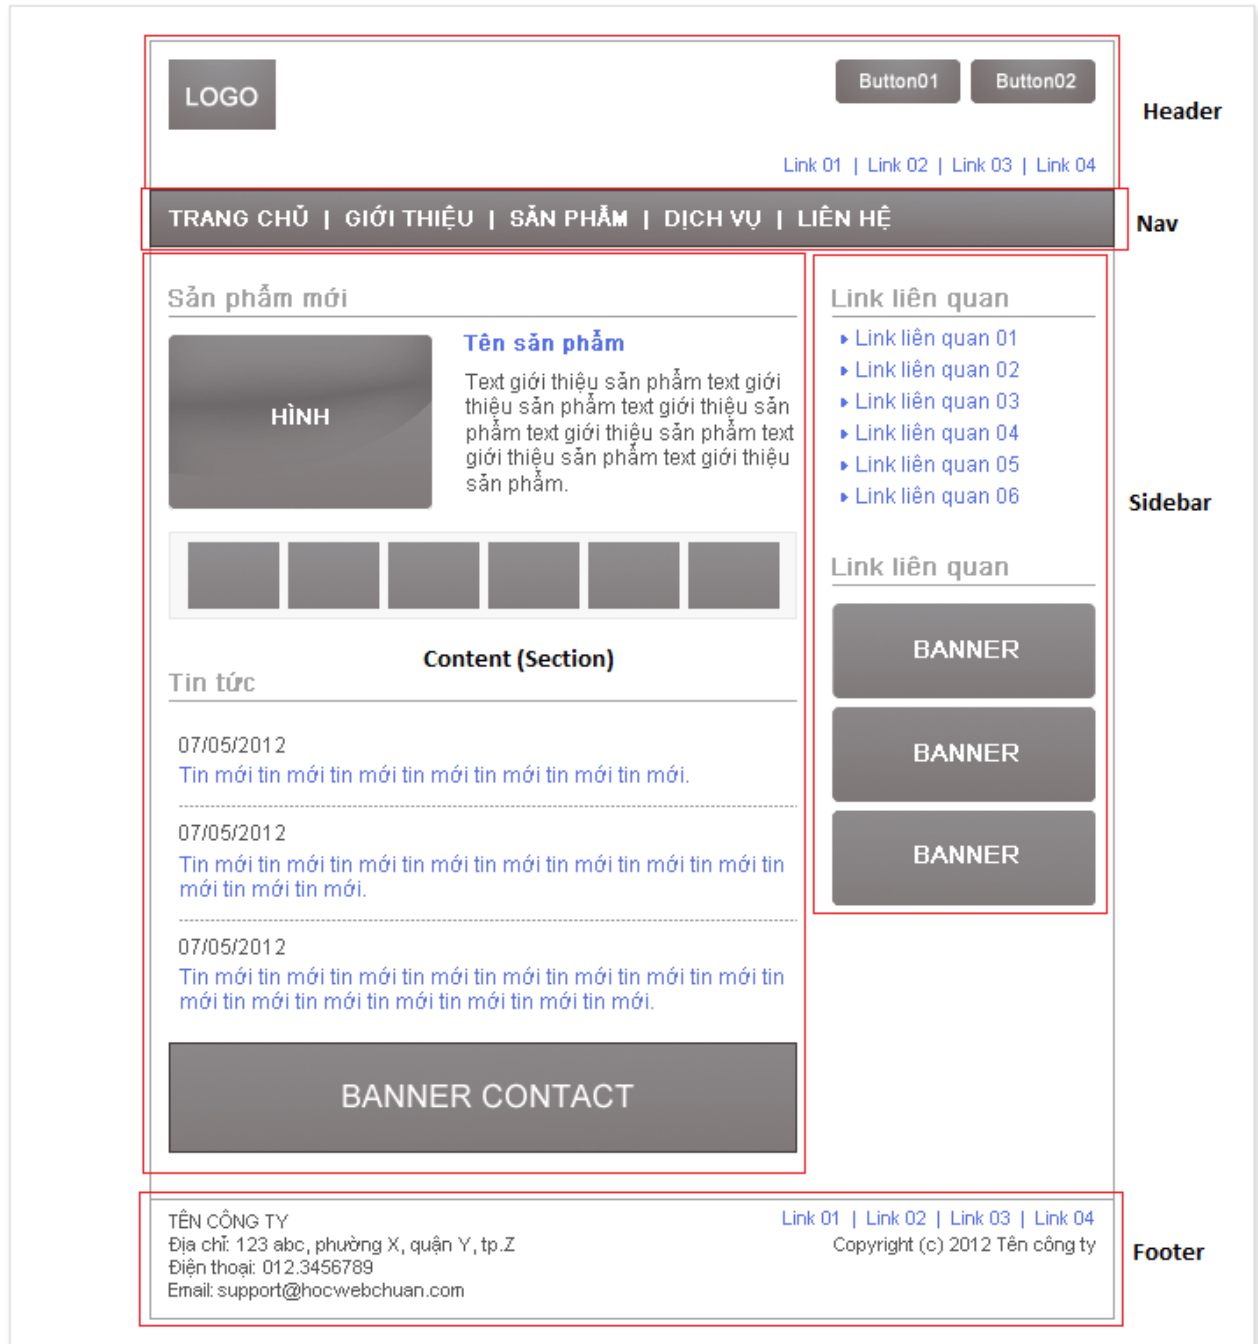 LOGO
Button01
Button02
Header
Link 01 | Link 02 | Link 03 | Link 04
TRANG CHỦ | GIỚI THIỆU | SẢN PHẨM | DỊCH VỤ | LIÊN HỆ
Nav
Sản phẩm mới
HÌNH
Tên sản phẩm
Text giới thiệu sản phẩm text giới
thiệu sản phẩm text giới thiệu sản
phẩm text giới thiệu sản phẩm text
giới thiệu sản phẩm text giới thiệu
sản phẩm.
Content (Section)
Tin tức
07/05/2012
Tin mới tin mới tin mới tin mới tin mới tin mới tin mới.
07/05/2012
Tin mới tin mới tin mới tin mới tin mới tin mới tin mới tin mới tin
mới tin mới tin mới.
07/05/2012
Tin mới tin mới tin mới tin mới tin mới tin mới tin mới tin mới tin
mới tin mới tin mới tin mới tin mới tin mới tin mới.
BANNER CONTACT
Link liên quan
Link liên quan 01
Link liên quan 02
Link liên quan 03
Link liên quan 04
Link liên quan 05
Link liên quan 06
Sidebar
Link liên quan
BANNER
BANNER
BANNER
TÊN CÔNG TY
Địa chỉ: 123 abc, phường X, quận Y, tp.Z
Điện thoại: 012.3456789
Email: support@hocwebchuan.com
Link 01 | Link 02 | Link 03 | Link 04
Copyright (c) 2012 Tên công ty
Footer